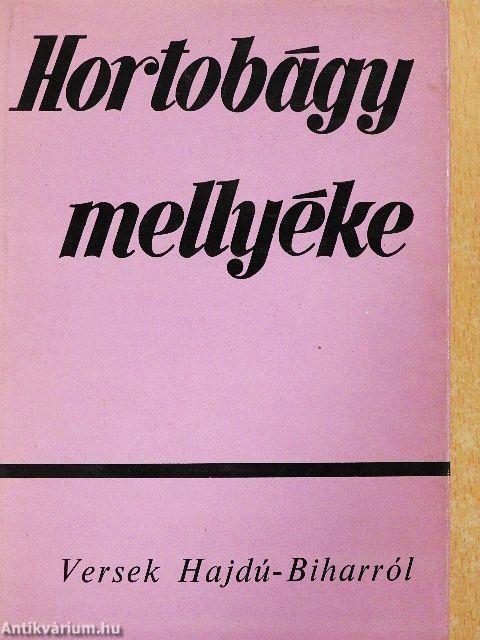 Hortobágy
mellyéke
Versek Hajdú-Biharról
Antikvárium.hu